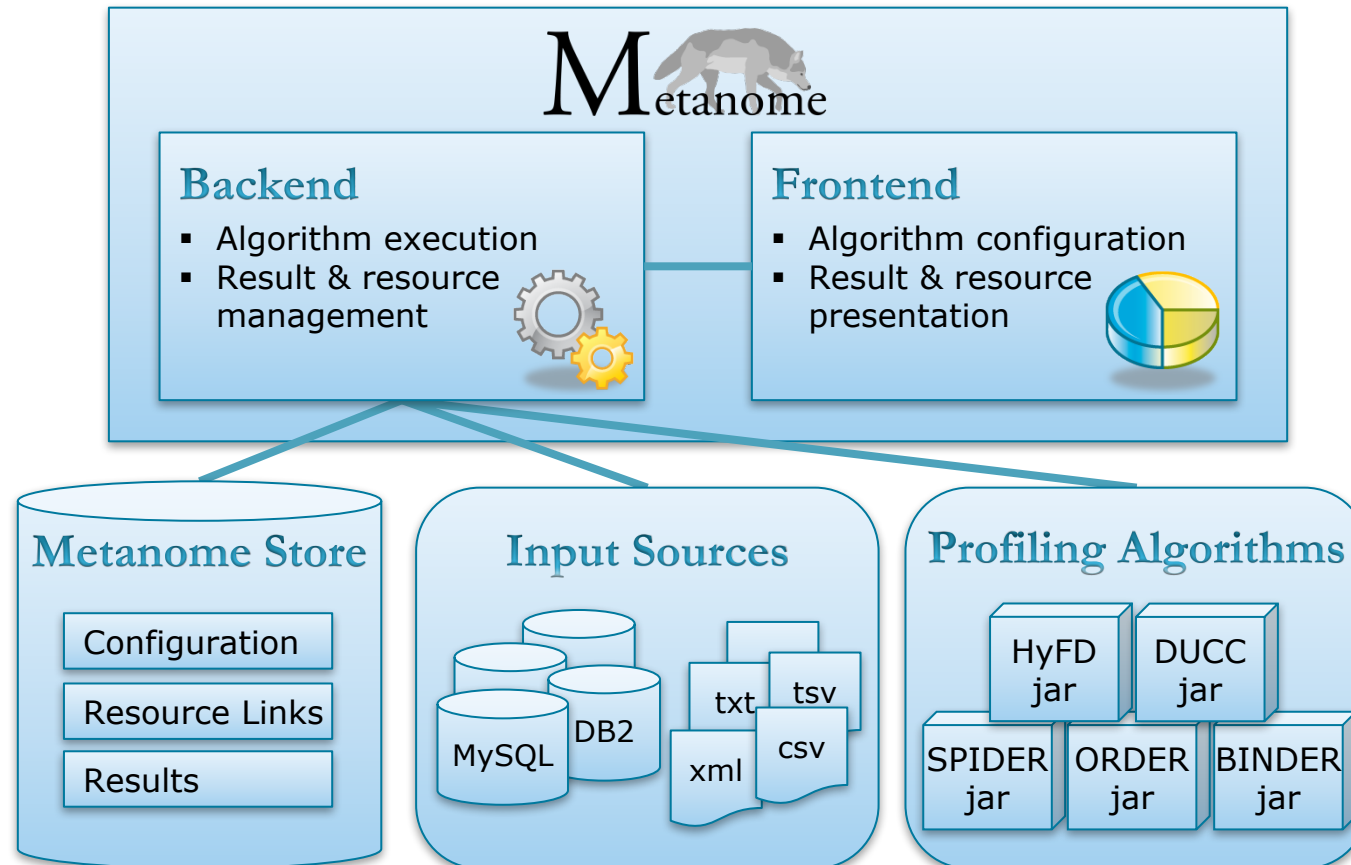 Metanome
Backend
▪ Algorithm execution
▪ Result & resource
management
Frontend
▪ Algorithm configuration
▪ Result & resource
presentation
Metanome Store
Configuration
Resource Links
Results
Input Sources
MySQL
DB2
txt
tsv
xml
csv
Profiling Algorithms
HyFD
jar
DUCC
jar
SPIDER
jar
ORDER
jar
BINDER
jar